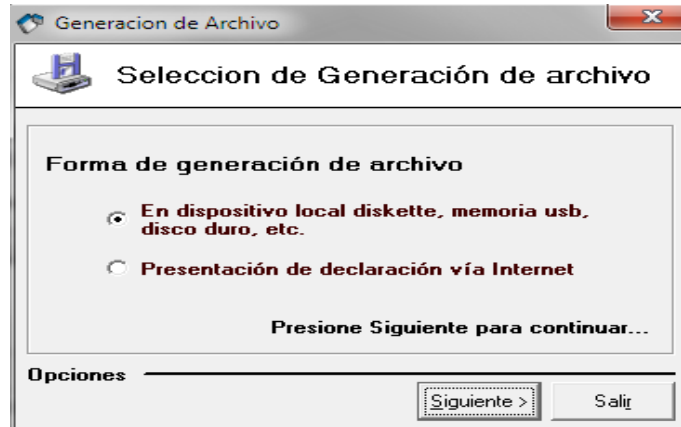 Generacion de Archivo
Seleccion de Generación de archivo
Forma de generación de archivo
En dispositivo local diskette, memoria usb,
disco duro, etc.
Presentación de declaración vía Internet
Presione Siguiente para continuar...
Opciones
Siguiente > Salir